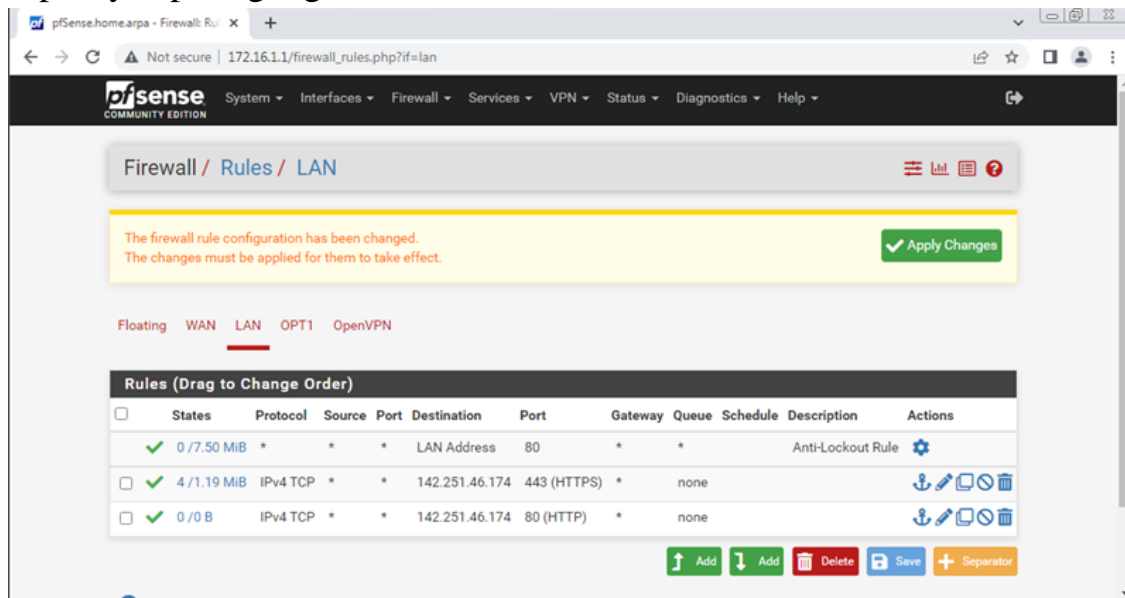 pfSense.home.arpa - Firewall: Rul
Not secure | 172.16.1.1/firewall_rules.php?if=lan
pfsense System Interfaces Firewall Services VPN Status Diagnostics Help
COMMUNITY EDITION
Firewall / Rules / LAN
The firewall rule configuration has been changed.
The changes must be applied for them to take effect.
Apply Changes
Floating WAN LAN OPT1 OpenVPN
Rules (Drag to Change Order)
States Protocol Source Port Destination Port Gateway Queue Schedule Description Actions
0 /7.50 MiB * * * LAN Address 80 * * Anti-Lockout Rule
4 /1.19 MiB IPv4 TCP * * 142.251.46.174 443 (HTTPS) * none
0 /0 B IPv4 TCP * * 142.251.46.174 80 (HTTP) * none
Add Add Delete Save Separator